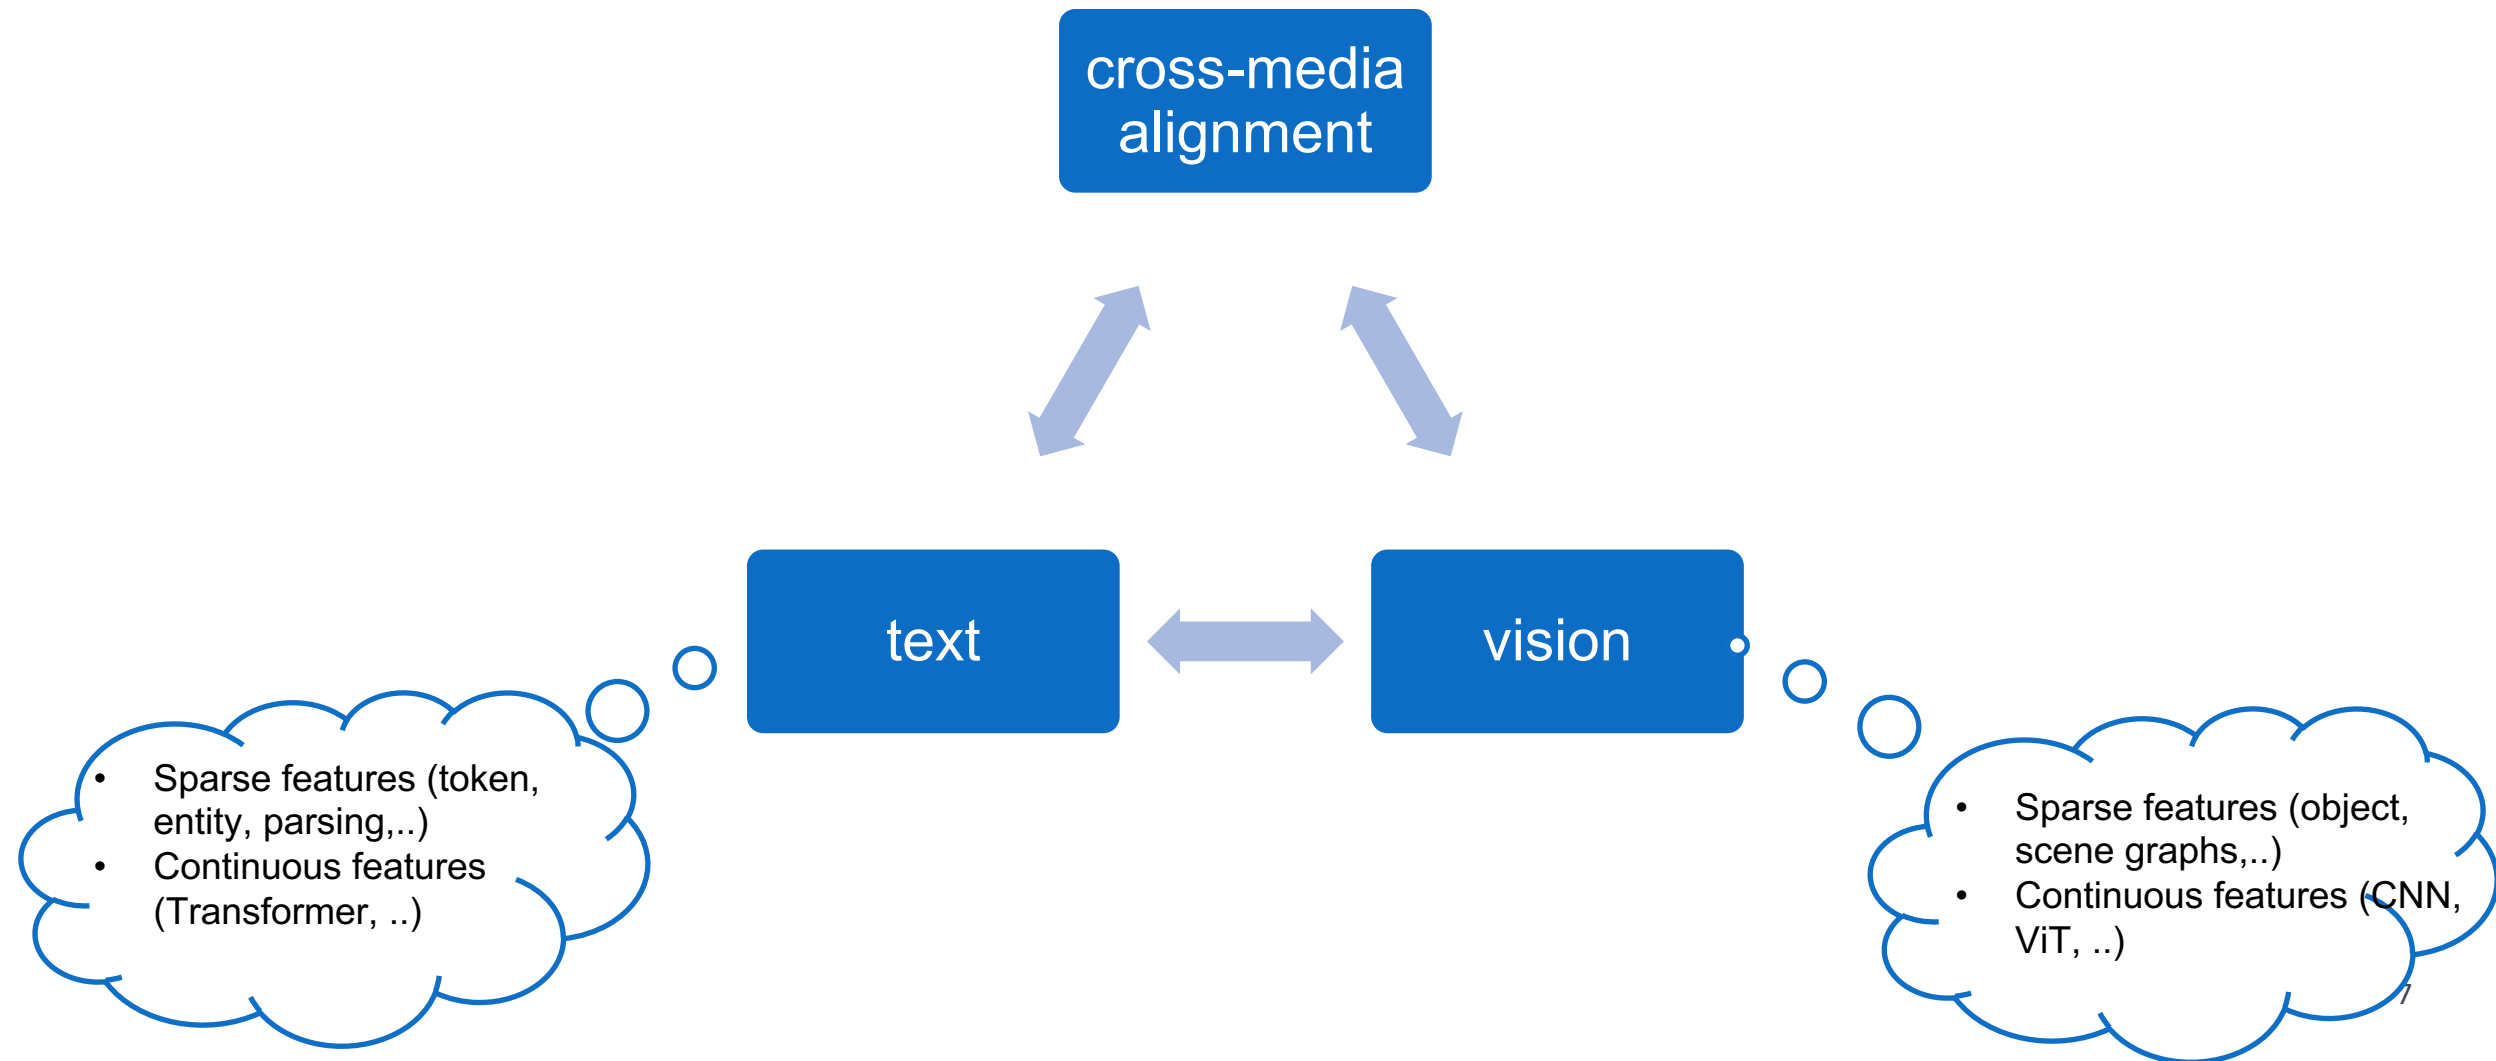 cross-media
alignment
text
vision
• Sparse features (token,
entity, parsing,..)
• Continuous features
(Transformer, ..)
• Sparse features (object,
scene graphs,..)
• Continuous features (CNN,
ViT, ..)
7